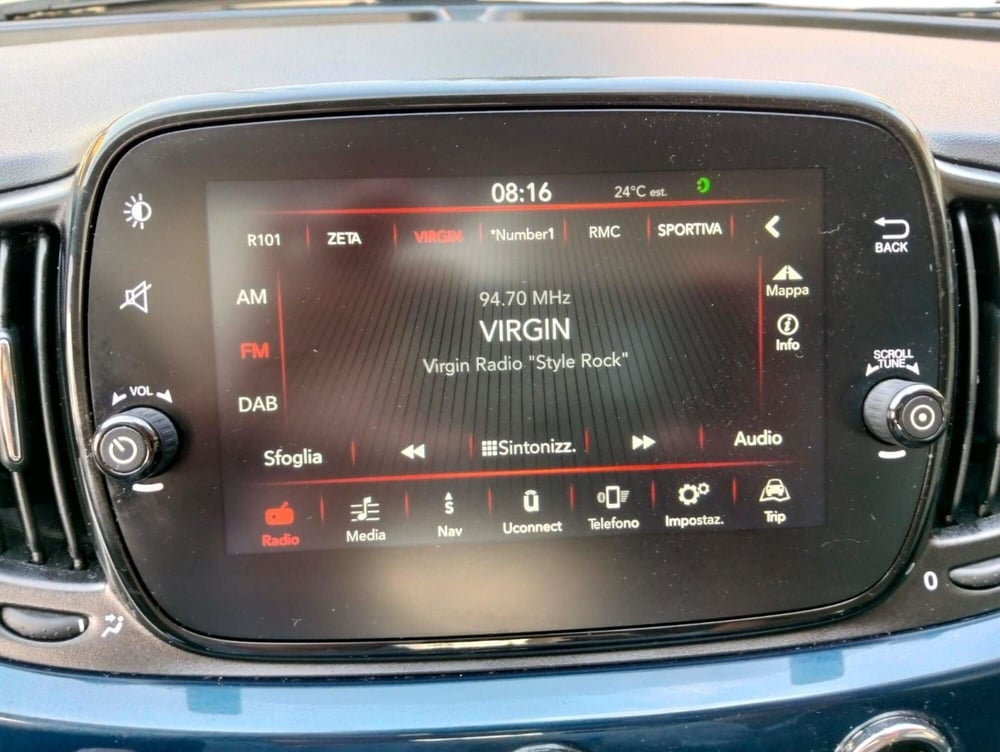 08:16 24°C est.
R101 ZETA VIRGIN *Number1 RMC SPORTIVA
BACK
Mappa
AM
94.70 MHz
VIRGIN
Info
FM
Virgin Radio "Style Rock"
SCROLL
TUNE
VOL
DAB
Sfoglia Sintonizz. Audio
S
û
Radio Media Nav Uconnect Telefono Impostaz. Trip
0